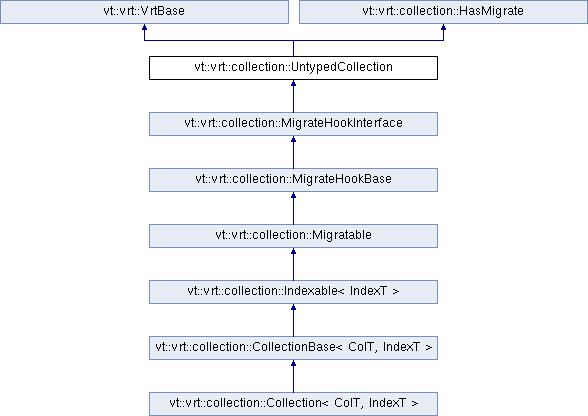 vt::vrt::VrtBase
vt::vrt::collection::HasMigrate
vt::vrt::collection::UntypedCollection
vt::vrt::collection::MigrateHookInterface
vt::vrt::collection::MigrateHookBase
vt::vrt::collection::Migratable
vt::vrt::collection::Indexable< IndexT >
vt::vrt::collection::CollectionBase< ColT, IndexT >
vt::vrt::collection::Collection< ColT, IndexT >